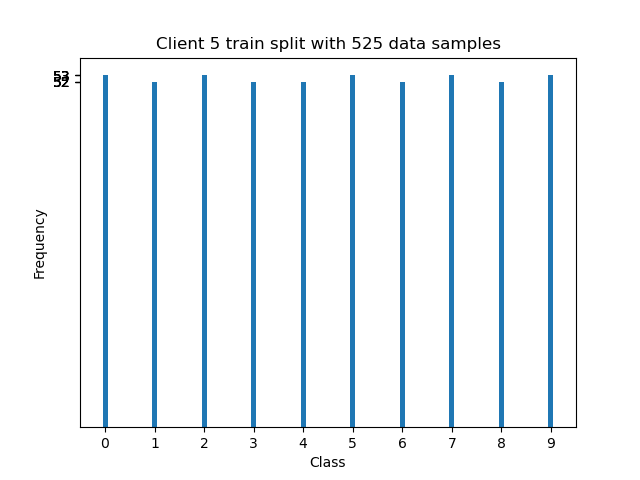 Client 5 train split with 525 data samples
53
52
Frequency
0 1 2 3 4 5 6 7 8 9
Class